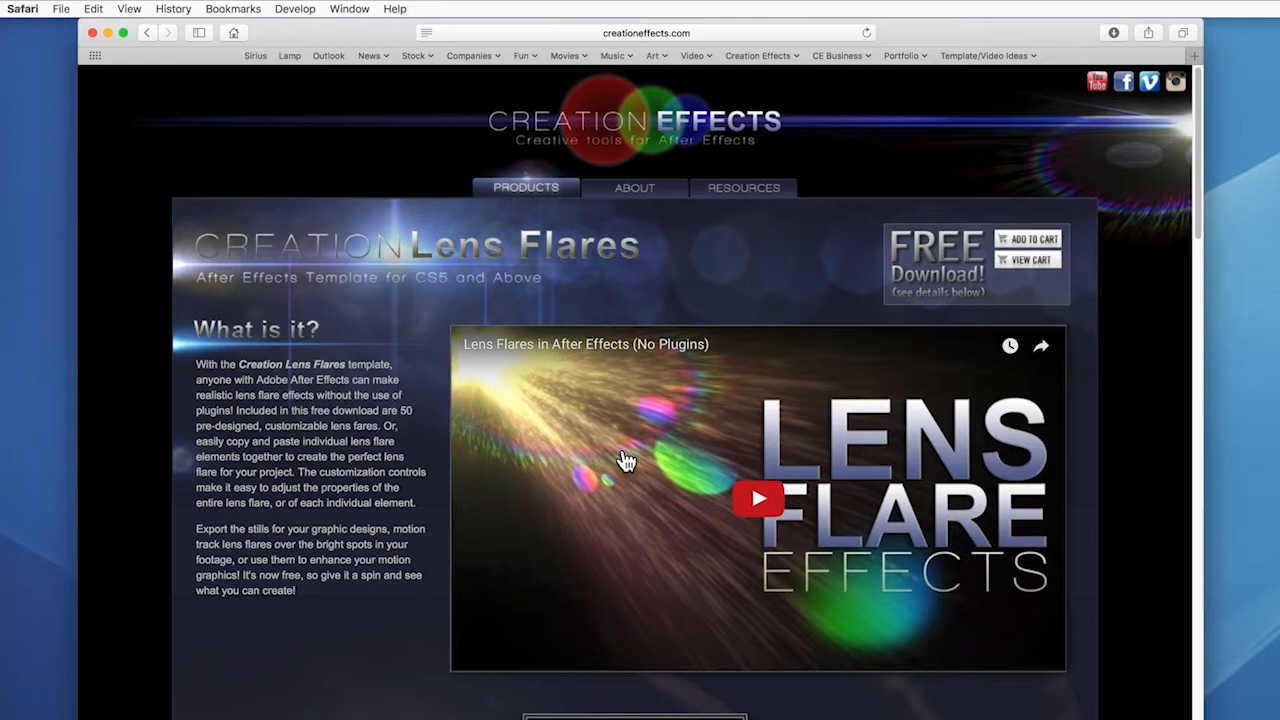 Safari File Edit View History Bookmarks Develop Window Help
creationeffects.com
Sirius Lamp Outlook News Stock Companies Fun Movies Music Art Video Creation Effects CE Business Portfolio Template/Video Ideas
You Tube
CREATION EFFECTS
Creative tools for After Effects
PRODUCTS ABOUT RESOURCES
CREATION Lens Flares
After Effects Template for CS5 and Above
FREE
Download!
(see details below)
ADD TO CART
VIEW CART
What is it?
With the Creation Lens Flares template,
anyone with Adobe After Effects can make
realistic lens flare effects without the use of
plugins! Included in this free download are 50
pre-designed, customizable lens fares. Or,
easily copy and paste individual lens flare
elements together to create the perfect lens
flare for your project. The customization controls
make it easy to adjust the properties of the
entire lens flare, or of each individual element.
Export the stills for your graphic designs, motion
track lens flares over the bright spots in your
footage, or use them to enhance your motion
graphics! It's now free, so give it a spin and see
what you can create!
Lens Flares in After Effects (No Plugins)
LENS
FLARE
EFFECTS